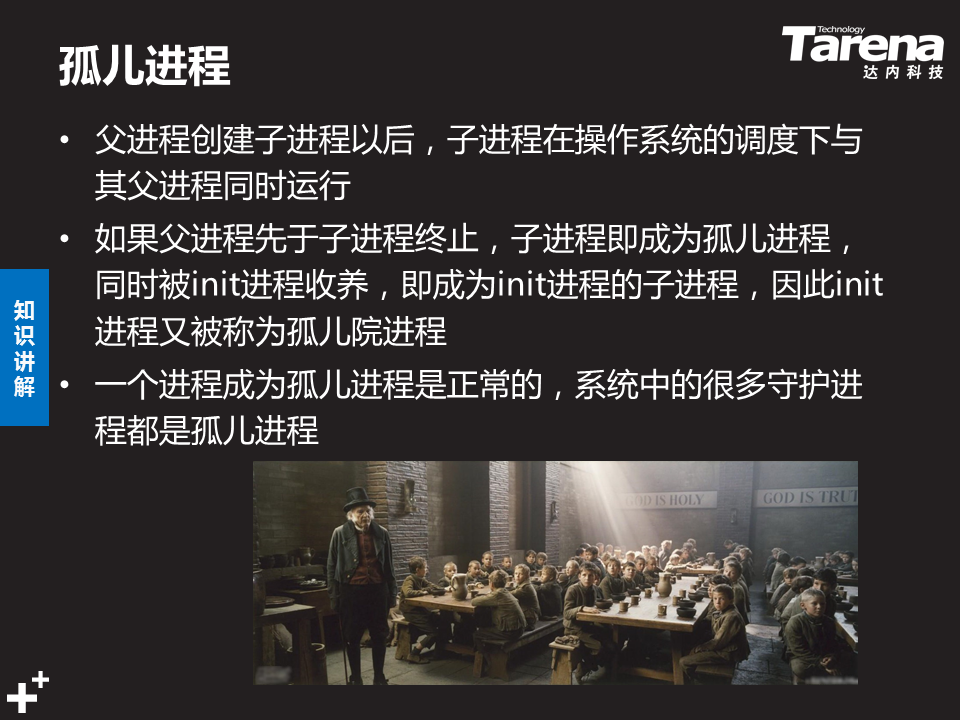 孤儿进程
Technology
Tarena
达内科技
• 父进程创建子进程以后，子进程在操作系统的调度下与
其父进程同时运行
• 如果父进程先于子进程终止，子进程即成为孤儿进程，
同时被init进程收养，即成为init进程的子进程，因此init
进程又被称为孤儿院进程
• 一个进程成为孤儿进程是正常的，系统中的很多守护进
程都是孤儿进程
知识讲解
GOD IS HOLY
GOD IS TRUT